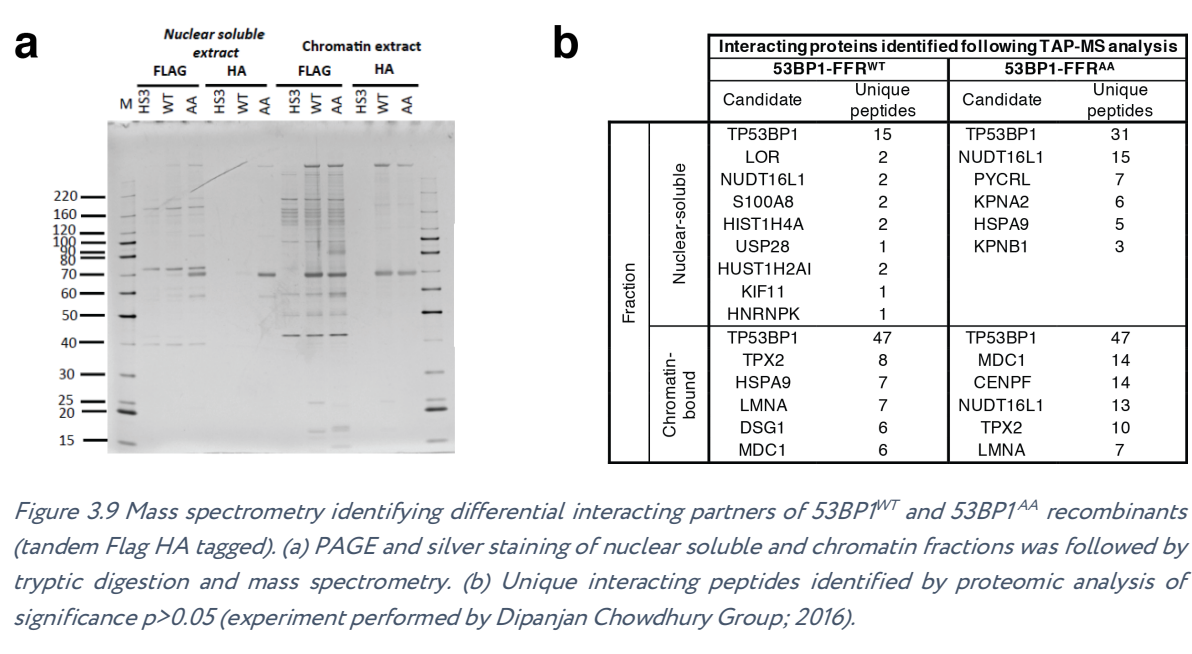 a
Nuclear soluble
extract
Chromatin extract
FLAG HA FLAG HA
M HS3 WT AA HS3 WT AA HS3 WT AA HS3 WT AA
220
160
120
100
90
80
70
60
50
40
30
25
20
15
b
Interacting proteins identified following TAP-MS analysis
53BP1-FFRWT 53BP1-FFRAA
Candidate Unique peptides Candidate Unique peptides
Fraction
Nuclear-soluble
TP53BP1 15 TP53BP1 31
LOR 2 NUDT16L1 15
NUDT16L1 2 PYCRL 7
S100A8 2 KPNA2 6
HIST1H4A 2 HSPA9 5
USP28 1 KPNB1 3
HUST1H2AI 2
KIF11 1
HNRNPK 1
Chromatin-
bound
TP53BP1 47 TP53BP1 47
TPX2 8 MDC1 14
HSPA9 7 CENPF 14
LMNA 7 NUDT16L1 13
DSG1 6 TPX2 10
MDC1 6 LMNA 7
Figure 3.9 Mass spectrometry identifying differential interacting partners of 53BP1WT and 53BP1AA recombinants
(tandem Flag HA tagged). (a) PAGE and silver staining of nuclear soluble and chromatin fractions was followed by
tryptic digestion and mass spectrometry. (b) Unique interacting peptides identified by proteomic analysis of
significance p>0.05 (experiment performed by Dipanjan Chowdhury Group; 2016).